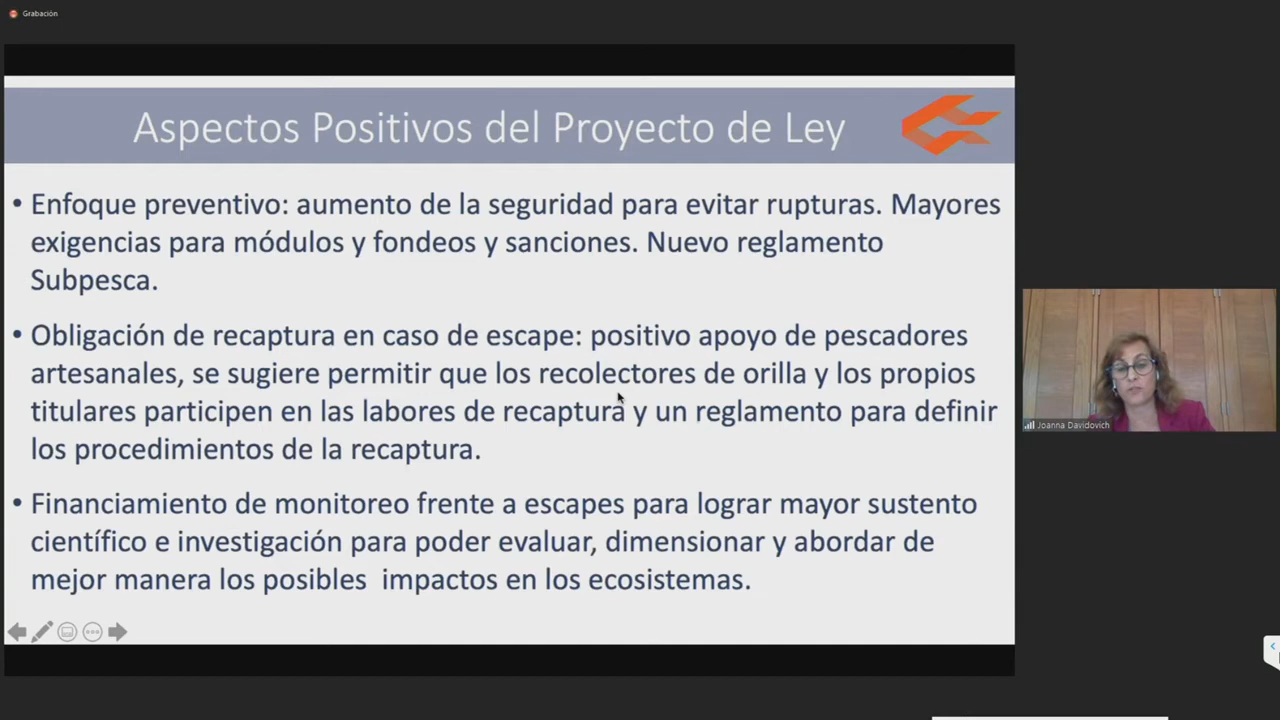 Grabación
Aspectos Positivos del Proyecto de Ley
• Enfoque preventivo: aumento de la seguridad para evitar rupturas. Mayores
exigencias para módulos y fondeos y sanciones. Nuevo reglamento
Subpesca.
• Obligación de recaptura en caso de escape: positivo apoyo de pescadores
artesanales, se sugiere permitir que los recolectores de orilla y los propios
titulares participen en las labores de recaptura y un reglamento para definir
los procedimientos de la recaptura.
• Financiamiento de monitoreo frente a escapes para lograr mayor sustento
científico e investigación para poder evaluar, dimensionar y abordar de
mejor manera los posibles  impactos en los ecosistemas.
Joanna Davidovich